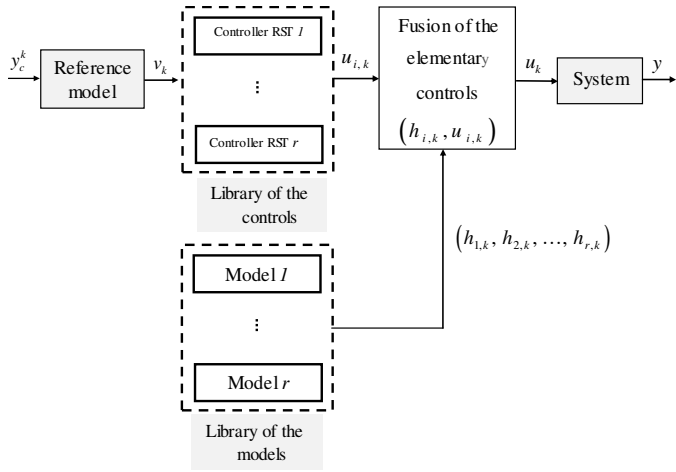 Controller RST 1
y_c^k
Reference
model
v_k
⋮
Controller RST r
Library of the
controls
u_{i,k}
Fusion of the
elementary
controls
(h_{i,k}, u_{i,k})
u_k
System
y
(h_{1,k}, h_{2,k}, ..., h_{r,k})
Model 1
⋮
Model r
Library of the
models